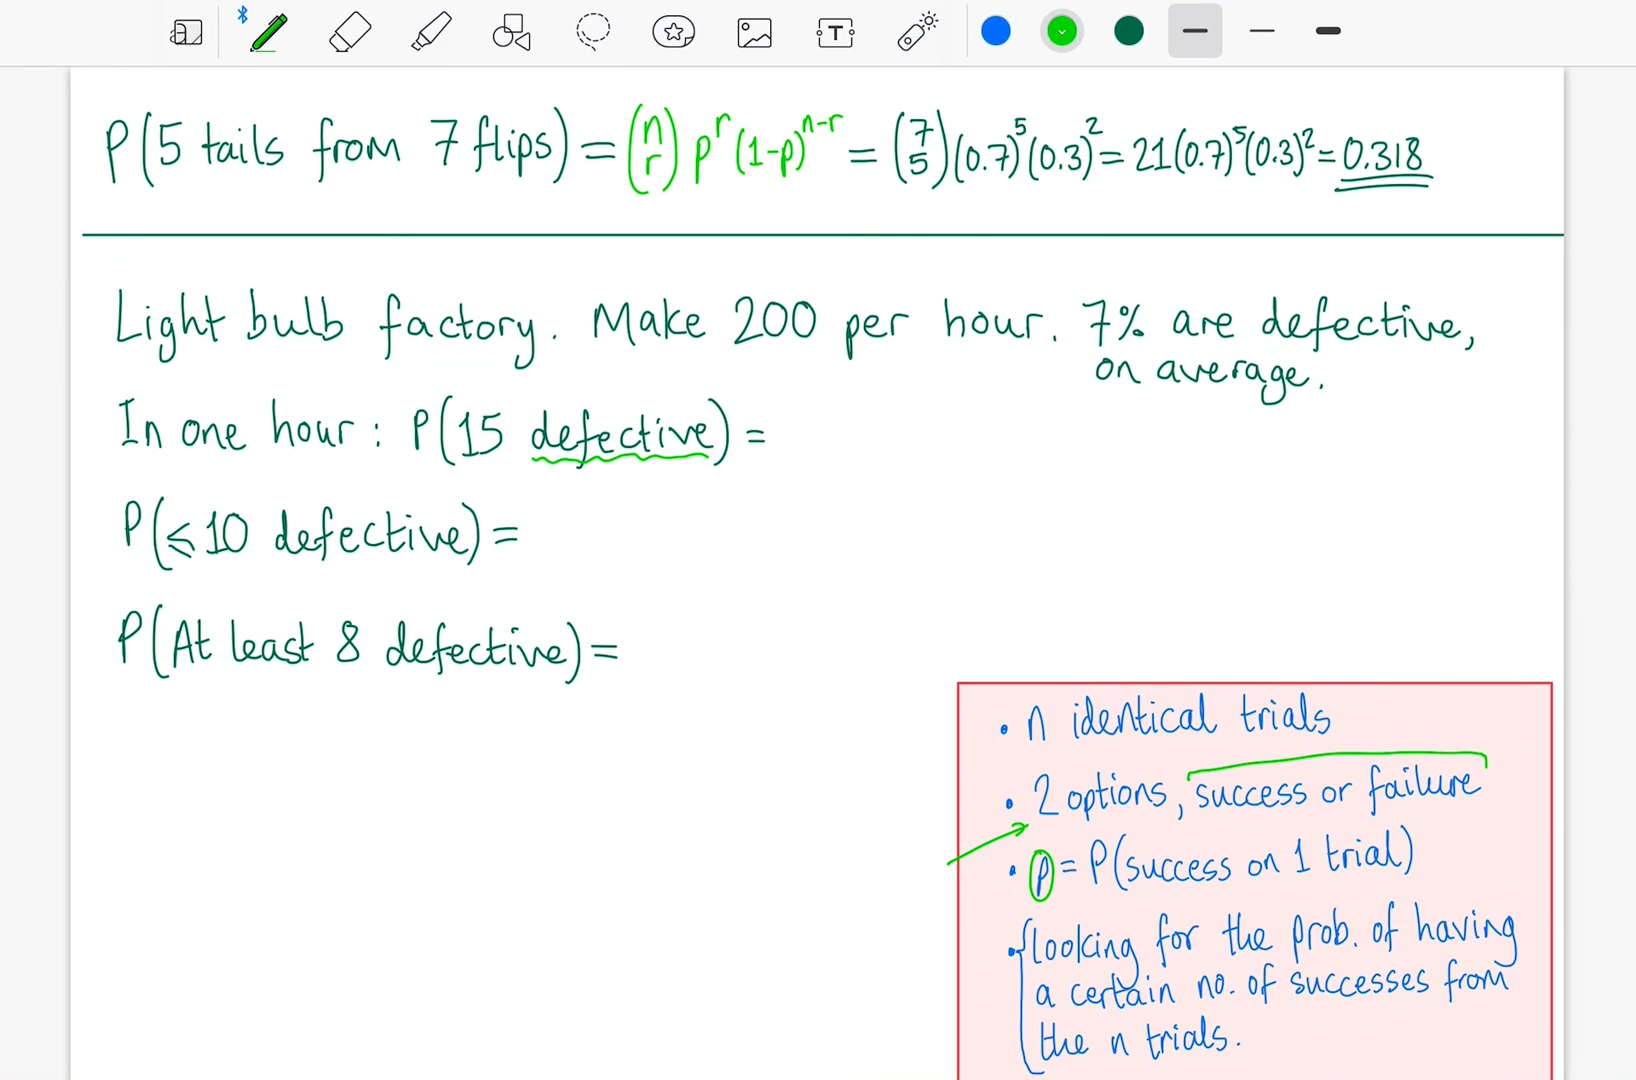 P(5 tails from 7 flips) = (n r) p^r (1-p)^{n-r} = (7 5)(0.7)^5(0.3)^2 = 21(0.7)^5(0.3)^2 = 0.318
Light bulb factory. Make 200 per hour. 7% are defective,
on average.
In one hour : P(15 defective) =
P(⩽10 defective) =
P(At least 8 defective) =
• n identical trials
• 2 options, success or failure
• p = P(success on 1 trial)
• looking for the prob. of having
a certain no. of successes from
the n trials.